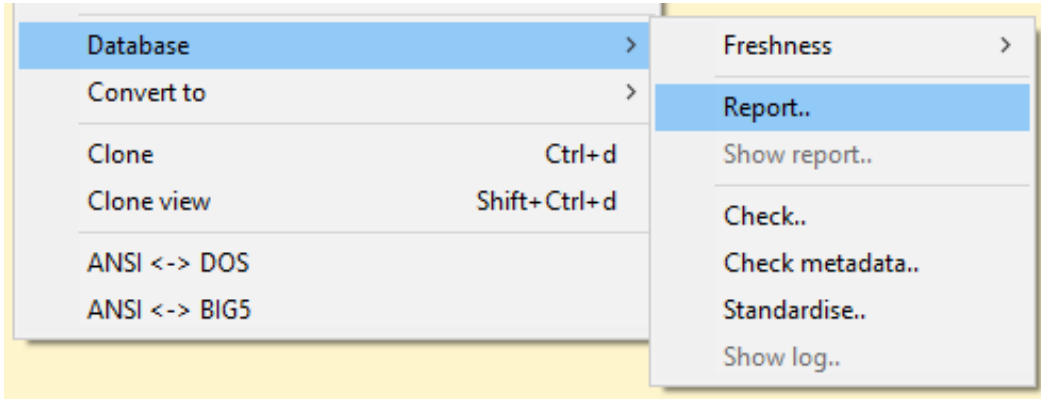 Database >
Convert to >
Clone Ctrl+d
Clone view Shift+Ctrl+d
ANSI <-> DOS
ANSI <-> BIG5
Freshness >
Report..
Show report..
Check..
Check metadata..
Standardise..
Show log..